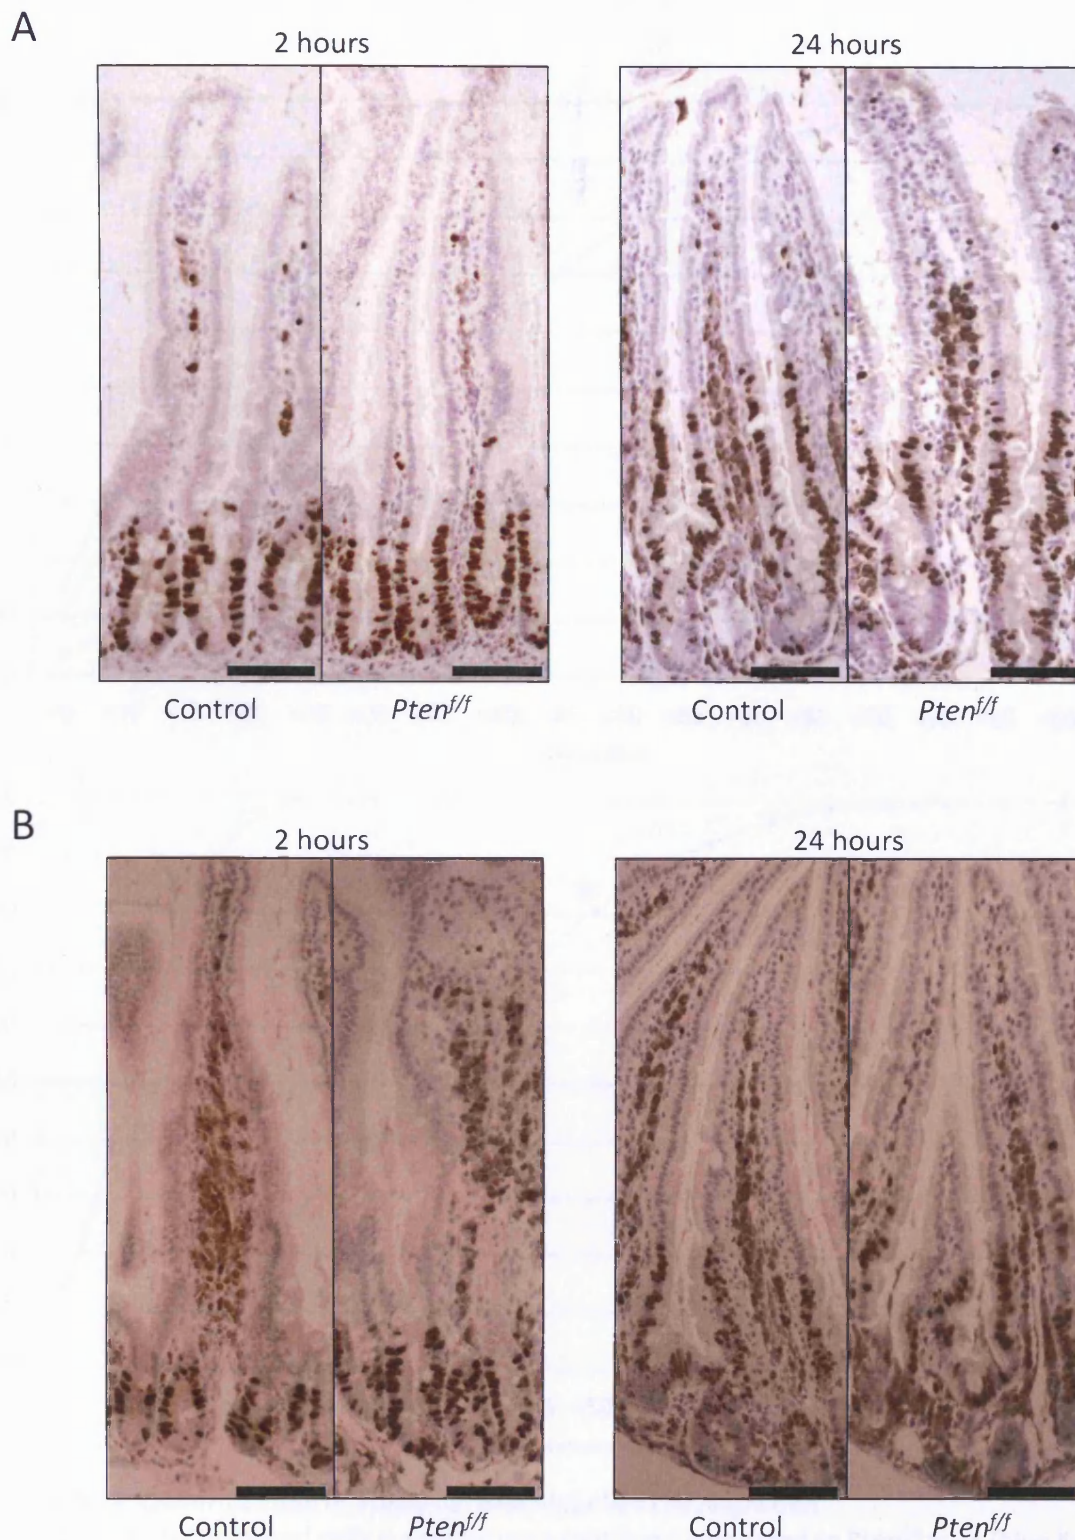 A
2 hours 24 hours
Control Pten^f/f Control Pten^f/f
B
2 hours 24 hours
Control Pten^f/f Control Pten^f/f